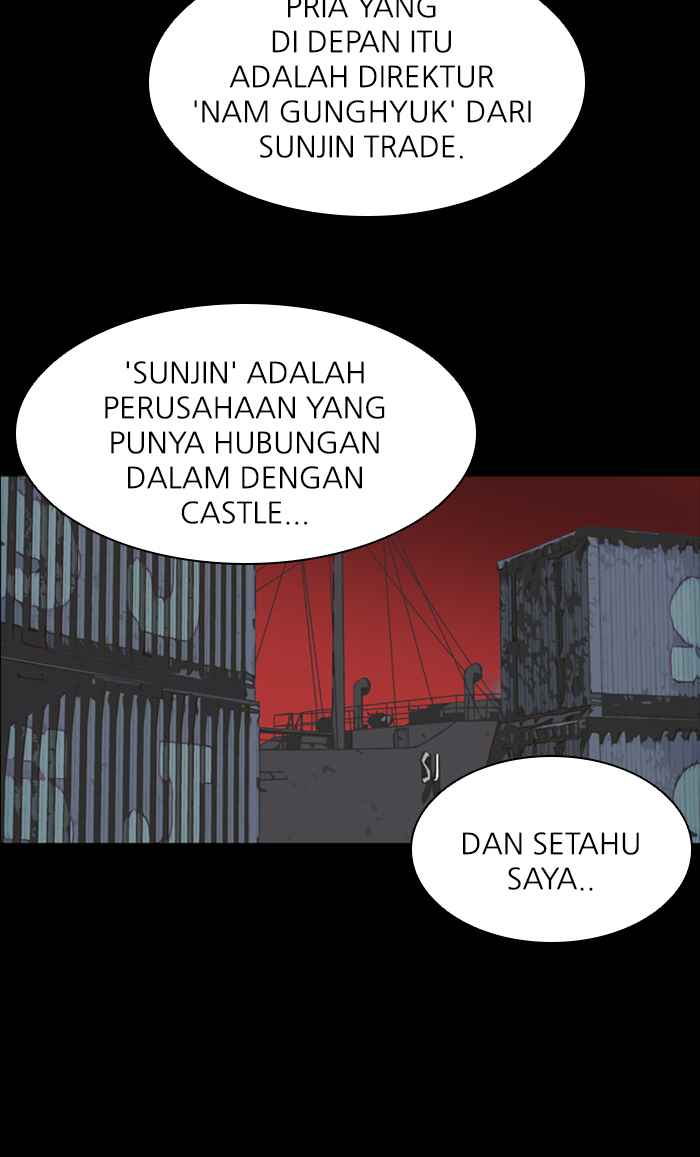 PRIA YANG
DI DEPAN ITU
ADALAH DIREKTUR
'NAM GUNGHYUK' DARI
SUNJIN TRADE.
'SUNJIN' ADALAH
PERUSAHAAN YANG
PUNYA HUBUNGAN
DALAM DENGAN
CASTLE...
SJ
DAN SETAHU
SAYA..